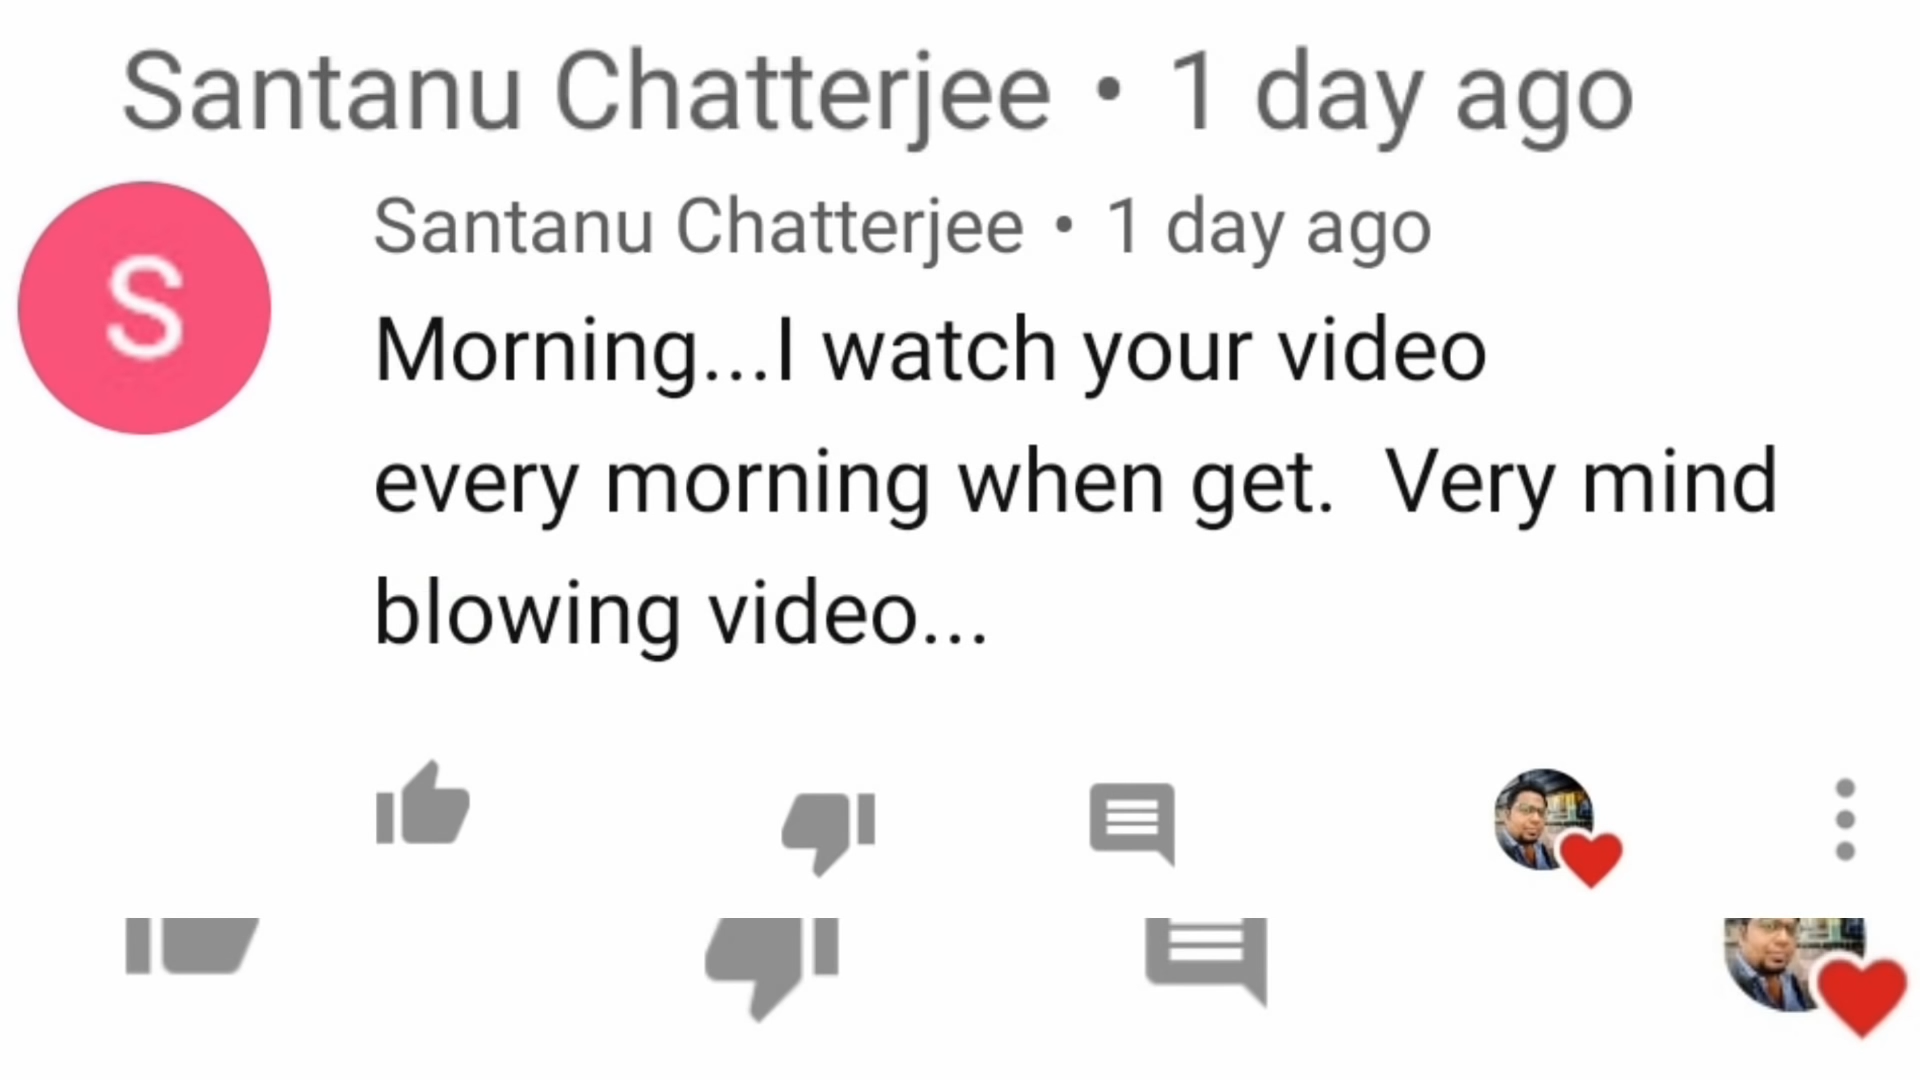 Santanu Chatterjee • 1 day ago
S
Santanu Chatterjee • 1 day ago
Morning...I watch your video
every morning when get.  Very mind
blowing video...